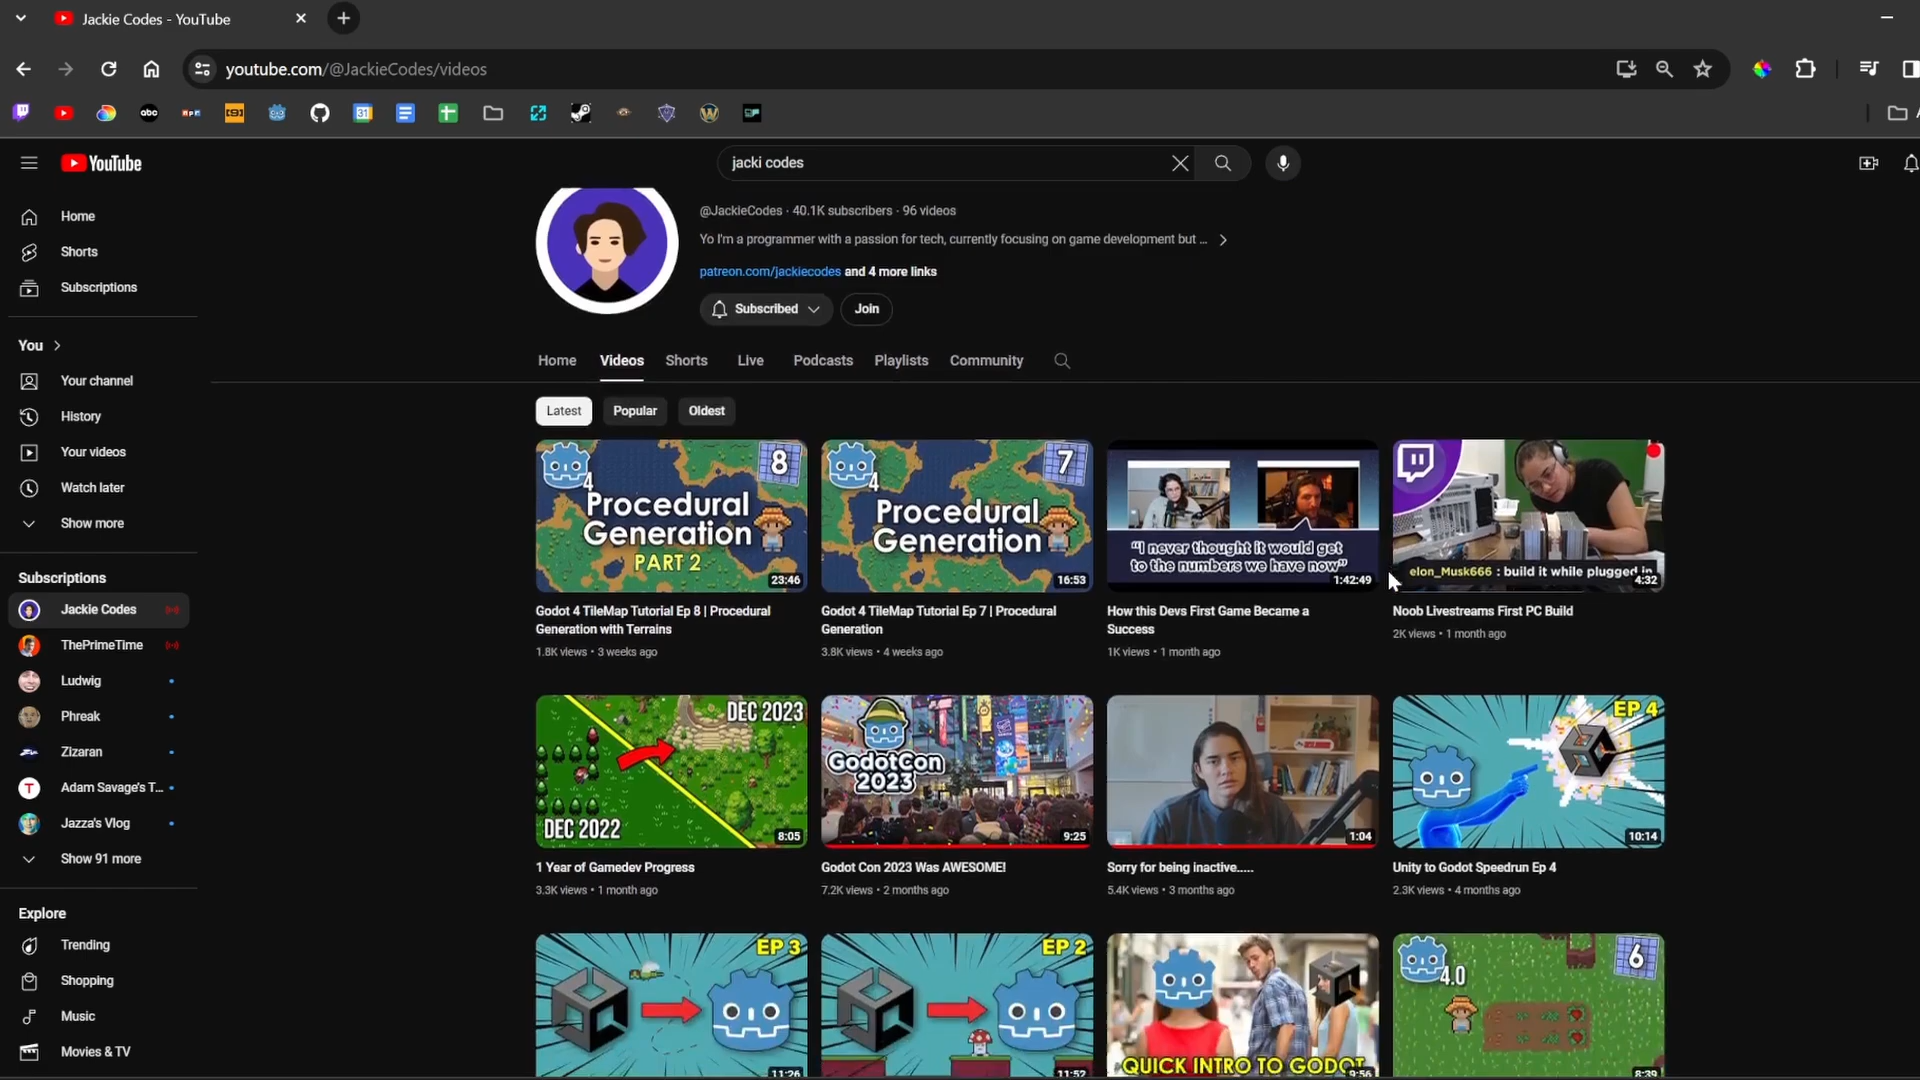 Jackie Codes - YouTube
youtube.com/@JackieCodes/videos
abc
npr
31
YouTube
jacki codes
Home
Shorts
Subscriptions
You
Your channel
History
Your videos
Watch later
Show more
Subscriptions
Jackie Codes
ThePrimeTime
Ludwig
Phreak
Zizaran
Adam Savage's T...
Jazza's Vlog
Show 91 more
Explore
Trending
Shopping
Music
Movies & TV
@JackieCodes · 40.1K subscribers · 96 videos
Yo I'm a programmer with a passion for tech, currently focusing on game development but ...
patreon.com/jackiecodes and 4 more links
Subscribed
Join
Home Videos Shorts Live Podcasts Playlists Community
Latest Popular Oldest
4
8
Procedural
Generation
PART 2
23:46
Godot 4 TileMap Tutorial Ep 8 | Procedural
Generation with Terrains
1.8K views • 3 weeks ago
4
7
Procedural
Generation
16:53
Godot 4 TileMap Tutorial Ep 7 | Procedural
Generation
3.8K views • 4 weeks ago
"I never thought it would get
to the numbers we have now"
1:42:49
How this Devs First Game Became a
Success
1K views • 1 month ago
elon_Musk666 : build it while plugged in
4:32
Noob Livestreams First PC Build
2K views • 1 month ago
DEC 2023
DEC 2022
8:05
1 Year of Gamedev Progress
3.3K views • 1 month ago
GodotCon
2023
9:25
Godot Con 2023 Was AWESOME!
7.2K views • 2 months ago
1:04
Sorry for being inactive.....
5.4K views • 3 months ago
EP 4
10:14
Unity to Godot Speedrun Ep 4
2.3K views • 4 months ago
EP 3
11:26
EP 2
11:52
QUICK INTRO TO GODOT
9:56
4.0
6
8:39